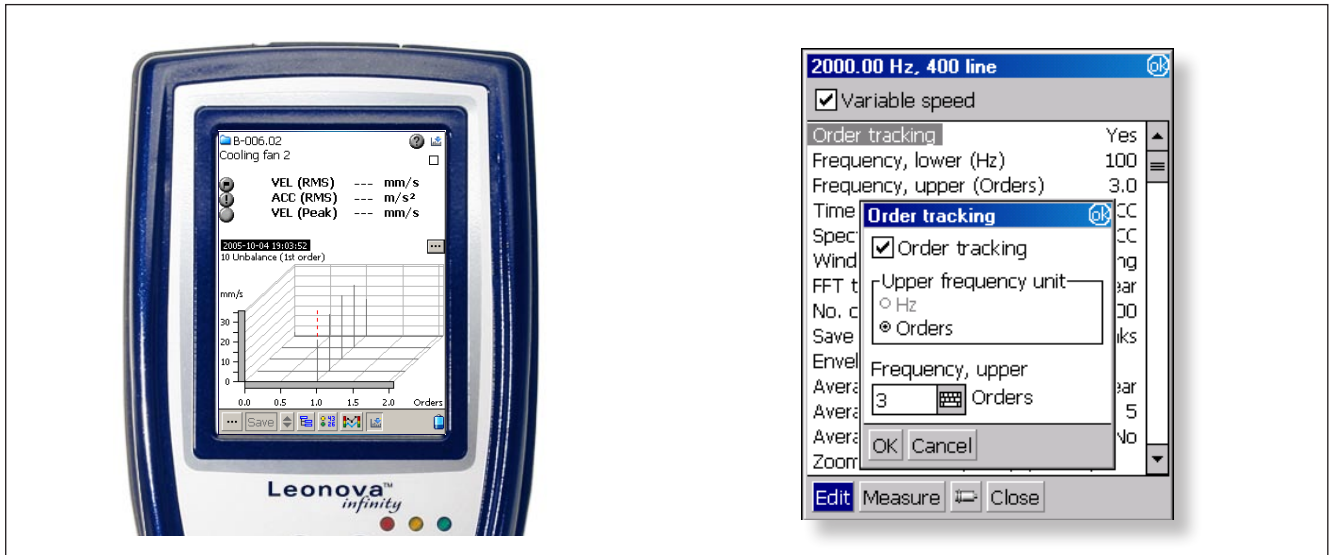 B-006.02
Cooling fan 2
VEL (RMS) --- mm/s
ACC (RMS) --- m/s²
VEL (Peak) --- mm/s
2005-10-04 19:03:52
10 Unbalance (1st order)
mm/s
30
20
10
0
0.0 0.5 1.0 1.5 2.0 Orders
Save
Leonova™
infinity
2000.00 Hz, 400 line ok
Variable speed
Order tracking Yes
Frequency, lower (Hz) 100
Frequency, upper (Orders) 3.0
Time
Order tracking ok
Order tracking
Upper frequency unit
Hz
Orders
Frequency, upper
3 Orders
OK Cancel
5
No
Save
Edit Measure Close